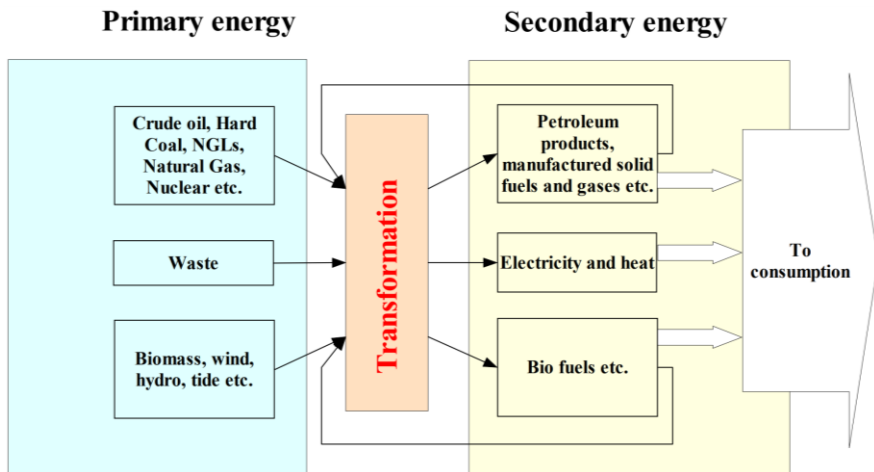 Primary energy
Secondary energy
Crude oil, Hard
Coal, NGLs,
Natural Gas,
Nuclear etc.
Waste
Biomass, wind,
hydro, tide etc.
Transformation
Petroleum
products,
manufactured solid
fuels and gases etc.
Electricity and heat
Bio fuels etc.
To
consumption